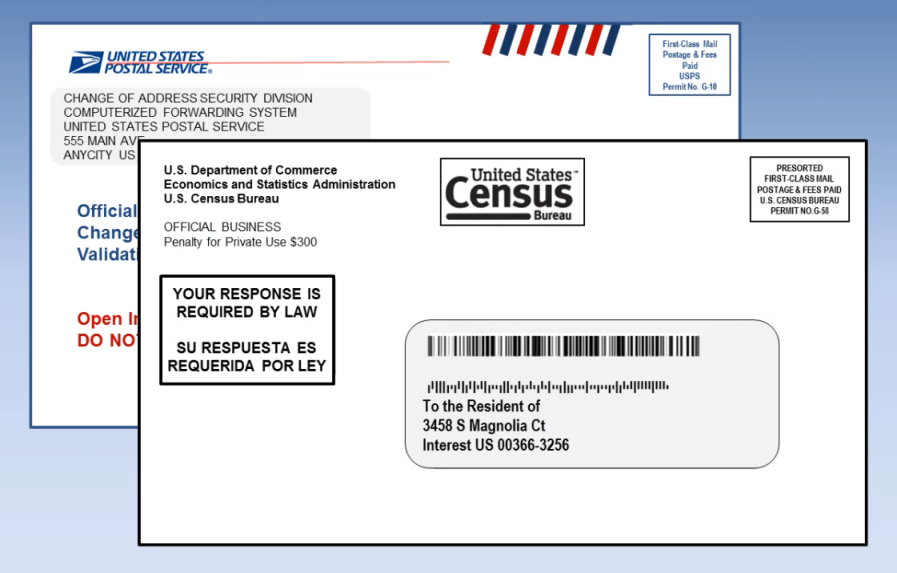 UNITED STATES
POSTAL SERVICE®
First-Class Mail
Postage & Fees
Paid
USPS
Permit No. G-10
CHANGE OF ADDRESS SECURITY DIVISION
COMPUTERIZED FORWARDING SYSTEM
UNITED STATES POSTAL SERVICE
555 MAIN AVE
ANYCITY US
Official
Change
Validati
Open I
DO NO
U.S. Department of Commerce
Economics and Statistics Administration
U.S. Census Bureau
OFFICIAL BUSINESS
Penalty for Private Use $300
United States™
Census
Bureau
PRESORTED
FIRST-CLASS MAIL
POSTAGE & FEES PAID
U.S. CENSUS BUREAU
PERMIT NO.G-58
YOUR RESPONSE IS
REQUIRED BY LAW
SU RESPUESTA ES
REQUERIDA POR LEY
To the Resident of
3458 S Magnolia Ct
Interest US 00366-3256